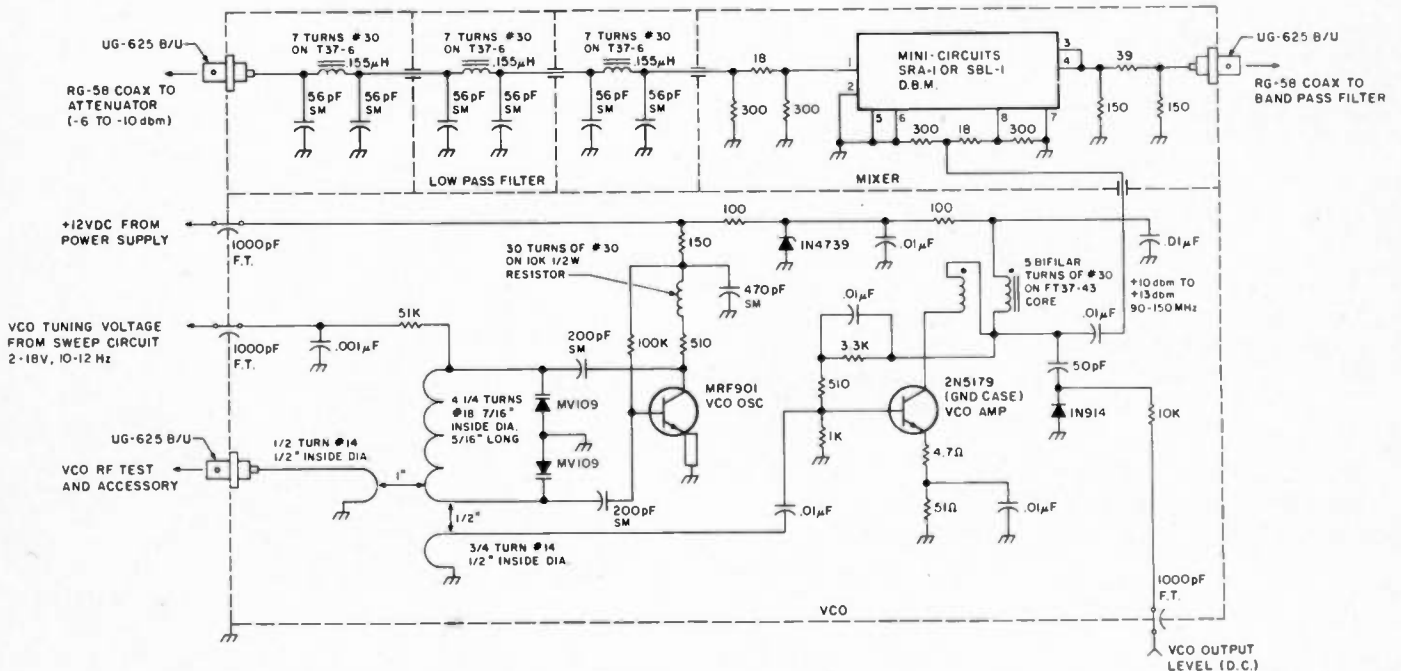 UG-625 B/U
7 TURNS #30
ON T37-6
.155µH
7 TURNS #30
ON T37-6
.155µH
7 TURNS #30
ON T37-6
.155µH
RG-58 COAX TO
ATTENUATOR
(-6 TO -10dbm)
56pF
SM
56pF
SM
56pF
SM
56pF
SM
56pF
SM
56pF
SM
LOW PASS FILTER
18
300
300
1
2
MINI-CIRCUITS
SRA-1 OR SBL-1
D.B.M.
3
4
5
6
8
7
300
18
300
39
150
150
MIXER
UG-625 B/U
RG-58 COAX TO
BAND PASS FILTER
+12VDC FROM
POWER SUPPLY
1000pF
F.T.
100
150
1N4739
.01µF
100
.01µF
30 TURNS OF #30
ON 10K 1/2W
RESISTOR
470pF
SM
5 BIFILAR
TURNS OF #30
ON FT37-43
CORE
+10dbm TO
+13dbm
90-150MHz
VCO TUNING VOLTAGE
FROM SWEEP CIRCUIT
2-18V, 10-12 Hz
1000pF
F.T.
.001µF
51K
200pF
SM
100K
510
.01µF
3.3K
510
1K
.01µF
50pF
1N914
10K
4 1/4 TURNS
#18 7/16"
INSIDE DIA.
5/16" LONG
MV109
MV109
MRF901
VCO OSC
2N5179
(GND CASE)
VCO AMP
4.7Ω
51Ω
.01µF
UG-625 B/U
VCO RF TEST
AND ACCESSORY
1/2 TURN #14
1/2" INSIDE DIA
1"
1/2"
200pF
SM
.01µF
3/4 TURN #14
1/2" INSIDE DIA
VCO
1000pF
F.T.
VCO OUTPUT
LEVEL (D.C.)